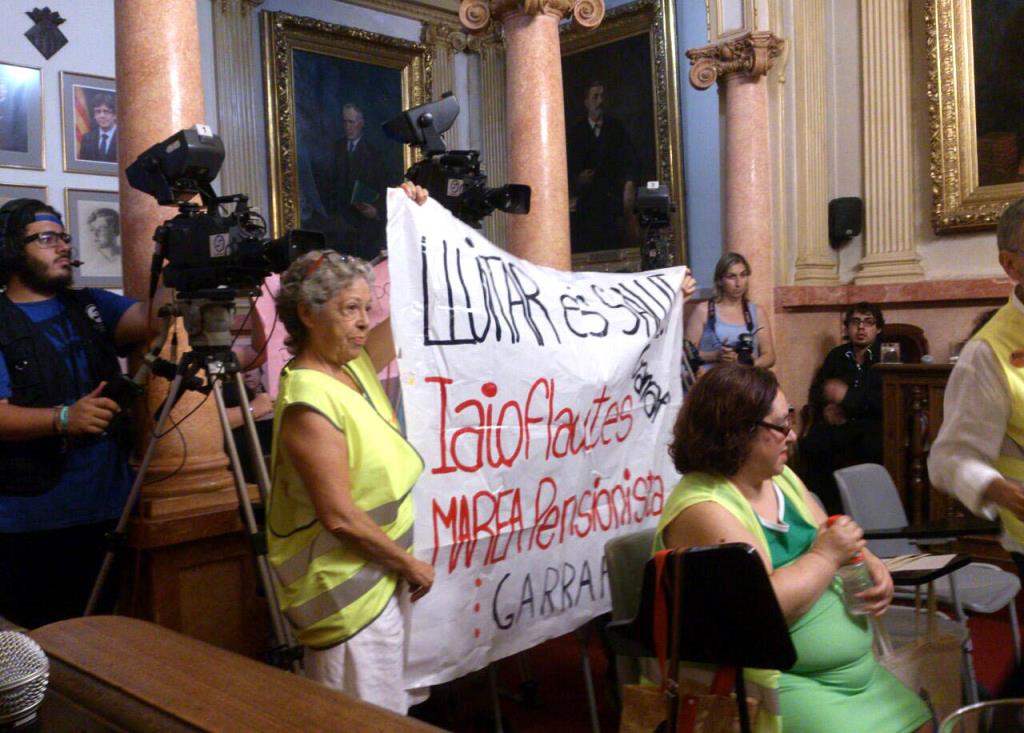 LLUITAR és SALUT
Iaioflautes
MAREA Pensionista
GARRAF